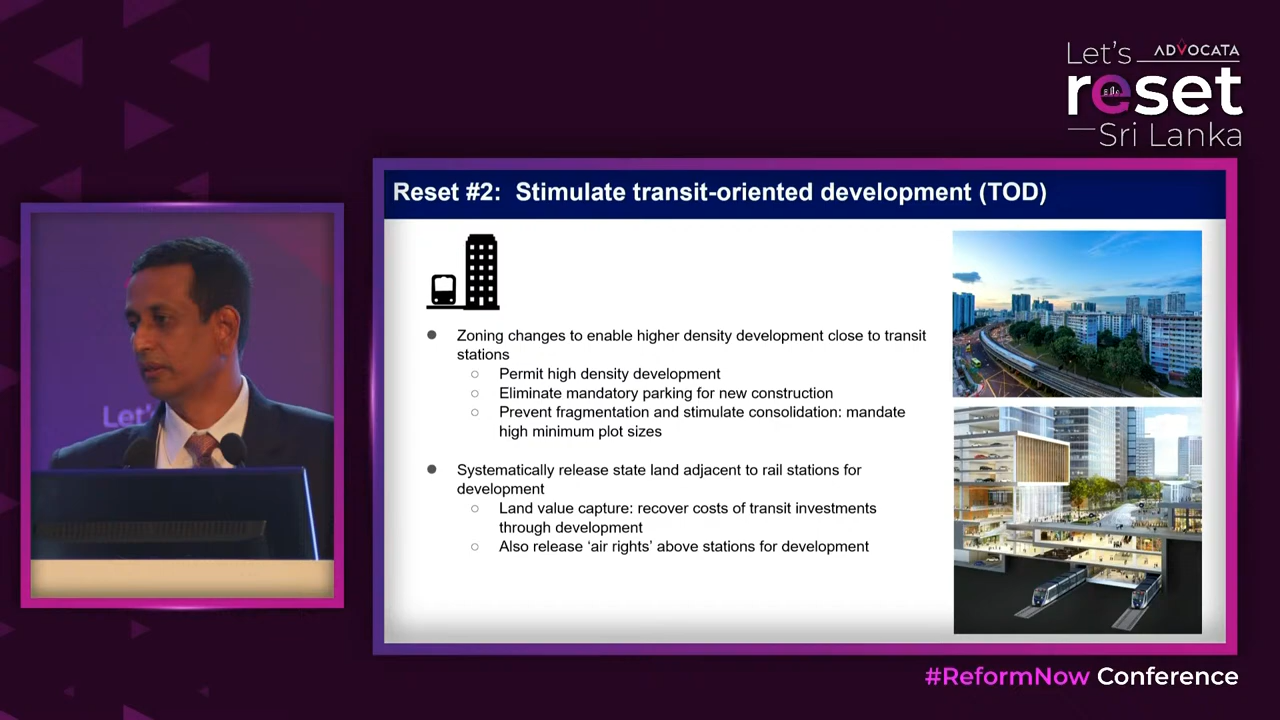 Let's
ADVOCATA
reset
Sri Lanka
Reset #2: Stimulate transit-oriented development (TOD)
● Zoning changes to enable higher density development close to transit
stations
○ Permit high density development
○ Eliminate mandatory parking for new construction
○ Prevent fragmentation and stimulate consolidation: mandate
high minimum plot sizes
● Systematically release state land adjacent to rail stations for
development
○ Land value capture: recover costs of transit investments
through development
○ Also release ‘air rights’ above stations for development
Let's
#ReformNow Conference